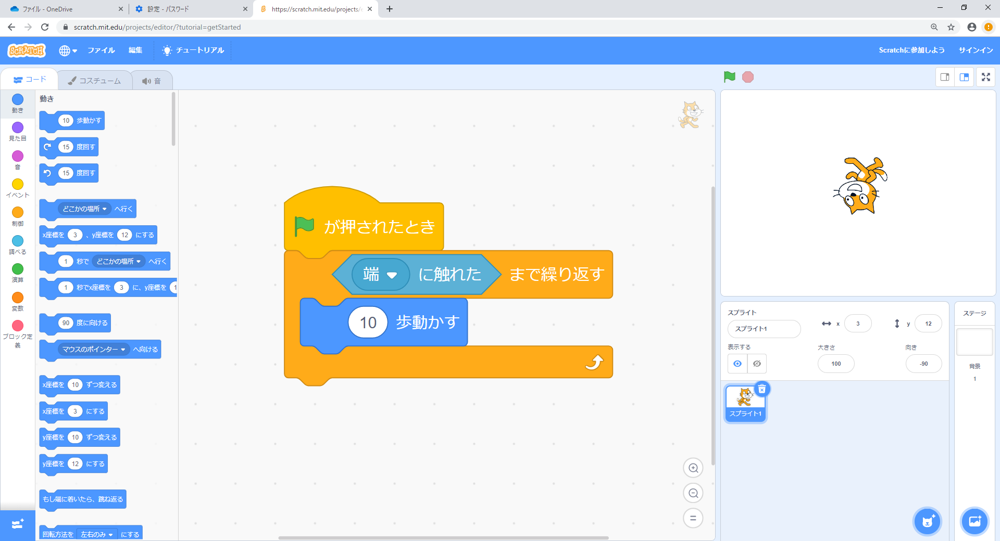 ファイル - OneDrive
設定 - パスワード
https://scratch.mit.edu/projects/e
scratch.mit.edu/projects/editor/?tutorial=getStarted
SCRATCH
ファイル
編集
チュートリアル
Scratchに参加しよう
サインイン
コード
コスチューム
音
動き
見た目
音
イベント
制御
調べる
演算
変数
ブロック定
義
動き
10 歩動かす
15 度回す
15 度回す
どこかの場所 へ行く
x座標を 3 、y座標を 12 にする
1 秒で どこかの場所 へ行く
1 秒でx座標を 3 に、y座標を 1
90 度に向ける
マウスのポインター へ向ける
x座標を 10 ずつ変える
x座標を 3 にする
y座標を 10 ずつ変える
y座標を 12 にする
もし端に着いたら、跳ね返る
回転方法を 左右のみ にする
が押されたとき
端 に触れた まで繰り返す
10 歩動かす
スプライト
スプライト1
x 3
y 12
表示する
大きさ
100
向き
-90
スプライト1
ステージ
背景
1